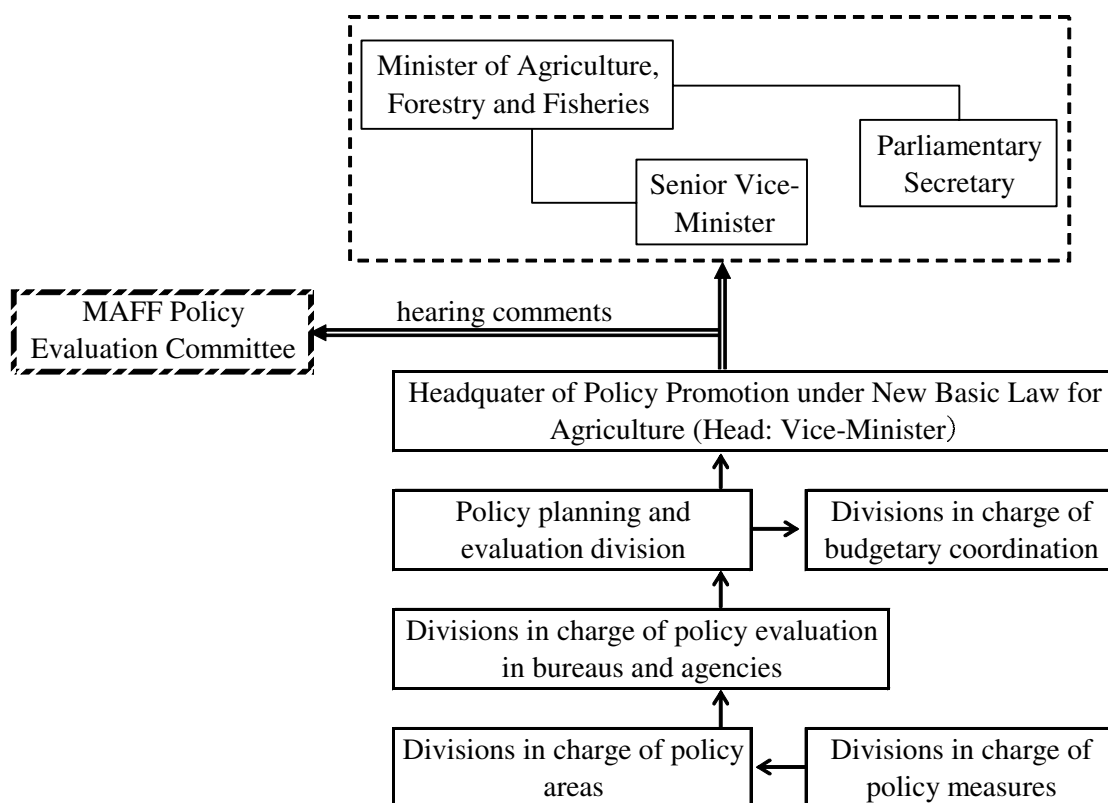 Minister of Agriculture,
Forestry and Fisheries
Parliamentary
Secretary
Senior Vice-
Minister
MAFF Policy
Evaluation Committee
hearing comments
Headquater of Policy Promotion under New Basic Law for
Agriculture (Head: Vice-Minister）
Policy planning and
evaluation division
Divisions in charge of
budgetary coordination
Divisions in charge of policy evaluation
in bureaus and agencies
Divisions in charge of policy
areas
Divisions in charge of
policy measures